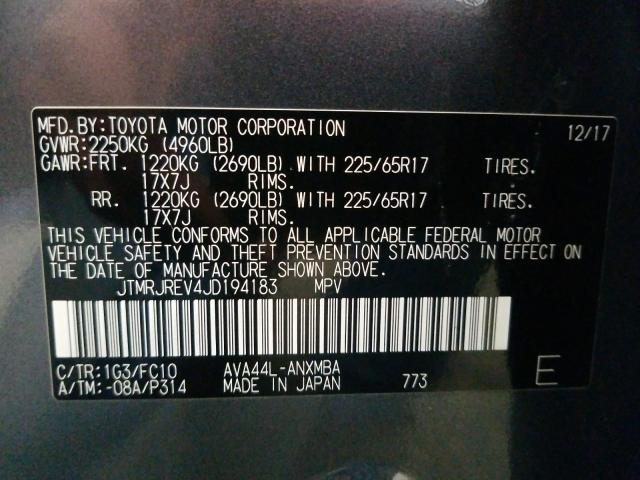 MFD.BY:TOYOTA MOTOR CORPORATION 12/17
GVWR:2250KG (4960LB)
GAWR:FRT. 1220KG (2690LB) WITH 225/65R17 TIRES.
17X7J RIMS.
RR. 1220KG (2690LB) WITH 225/65R17 TIRES.
17X7J RIMS.
THIS VEHICLE CONFORMS TO ALL APPLICABLE FEDERAL MOTOR
VEHICLE SAFETY AND THEFT PREVENTION STANDARDS IN EFFECT ON
THE DATE OF MANUFACTURE SHOWN ABOVE.
JTMRJREV4JD194183 MPV
C/TR:1G3/FC10 AVA44L-ANXMBA
A/TM:-08A/P314 MADE IN JAPAN 773 E